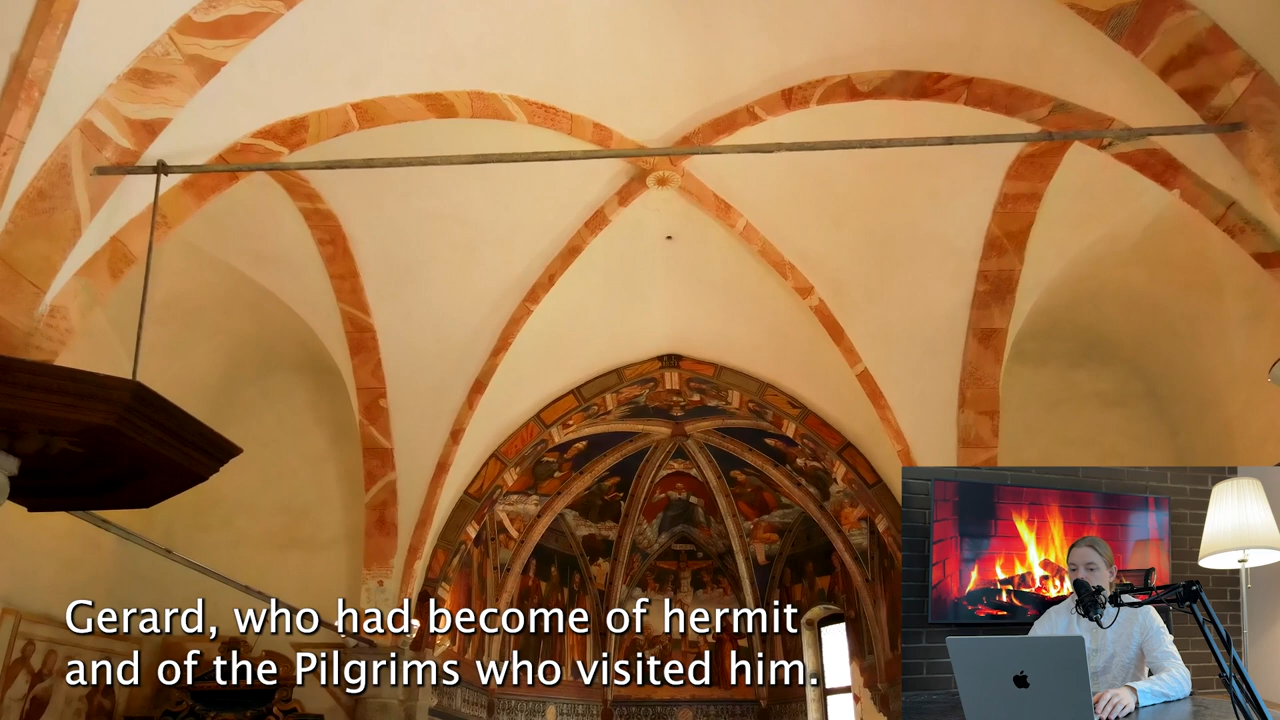 Gerard, who had become of hermit
and of the Pilgrims who visited him.